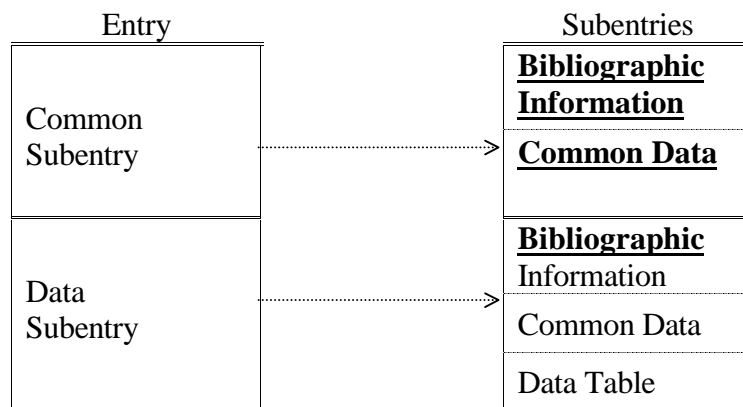 Entry
Subentries
Common
Subentry
Bibliographic
Information
Common Data
Data
Subentry
Bibliographic
Information
Common Data
Data Table